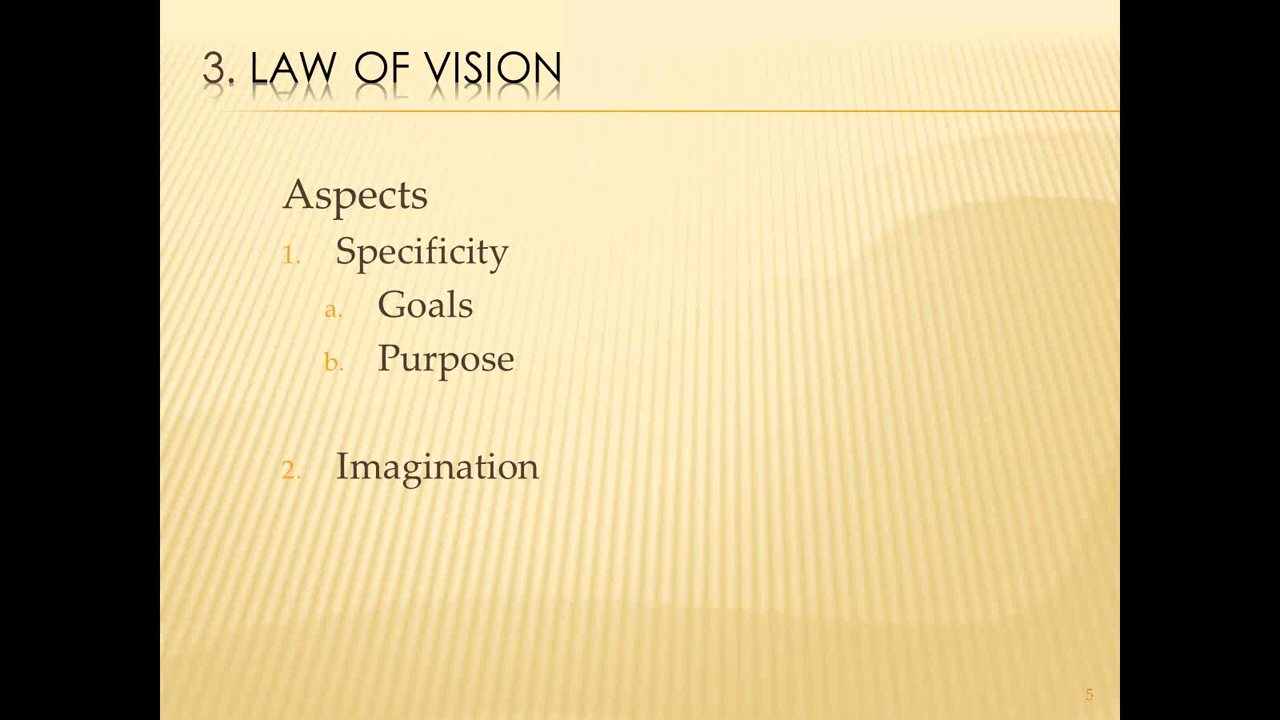 3. LAW OF VISION
Aspects
1. Specificity
a. Goals
b. Purpose
2. Imagination
5